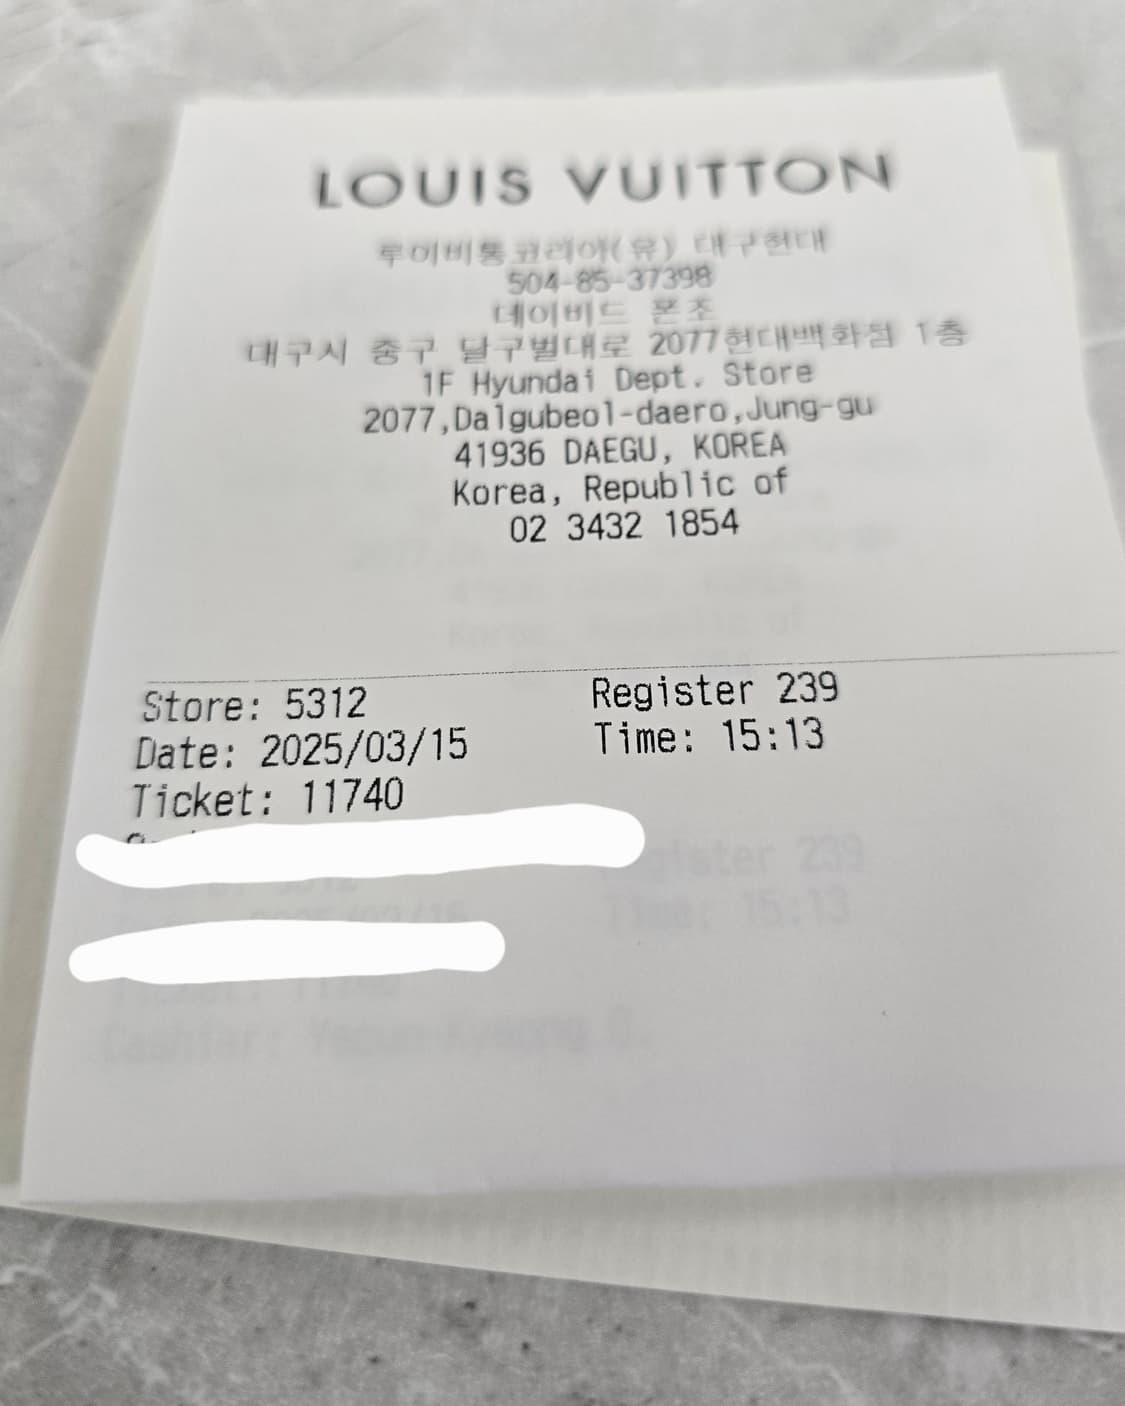 LOUIS VUITTON
루이비통코리아(유) 대구현대
504-85-37398
데이비드 뽄조
대구시 중구 달구벌대로 2077현대백화점 1층
1F Hyundai Dept. Store
2077,Dalgubeol-daero,Jung-gu
41936 DAEGU, KOREA
Korea, Republic of
02 3432 1854
Store: 5312 Register 239
Date: 2025/03/15 Time: 15:13
Ticket: 11740